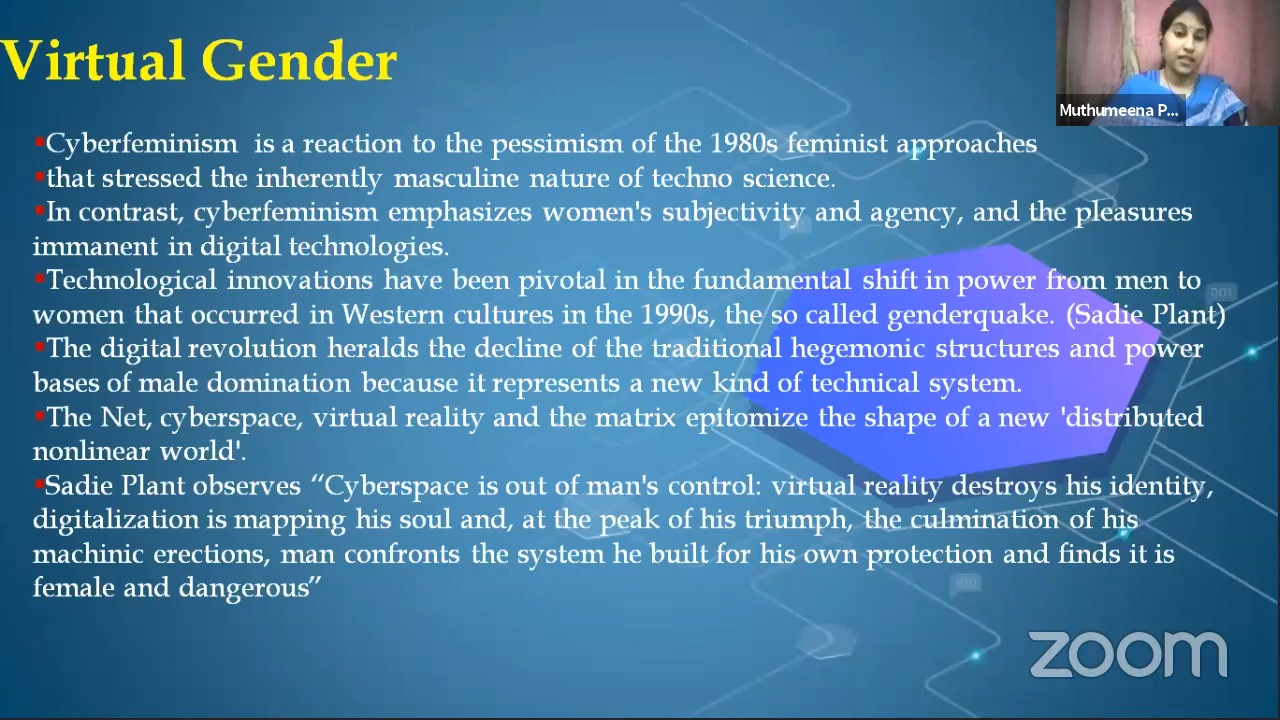 Virtual Gender
Muthumeena P...
▪Cyberfeminism is a reaction to the pessimism of the 1980s feminist approaches
▪that stressed the inherently masculine nature of techno science.
▪In contrast, cyberfeminism emphasizes women's subjectivity and agency, and the pleasures
immanent in digital technologies.
▪Technological innovations have been pivotal in the fundamental shift in power from men to
women that occurred in Western cultures in the 1990s, the so called genderquake. (Sadie Plant)
▪The digital revolution heralds the decline of the traditional hegemonic structures and power
bases of male domination because it represents a new kind of technical system.
▪The Net, cyberspace, virtual reality and the matrix epitomize the shape of a new 'distributed
nonlinear world'.
▪Sadie Plant observes “Cyberspace is out of man's control: virtual reality destroys his identity,
digitalization is mapping his soul and, at the peak of his triumph, the culmination of his
machinic erections, man confronts the system he built for his own protection and finds it is
female and dangerous”
zoom